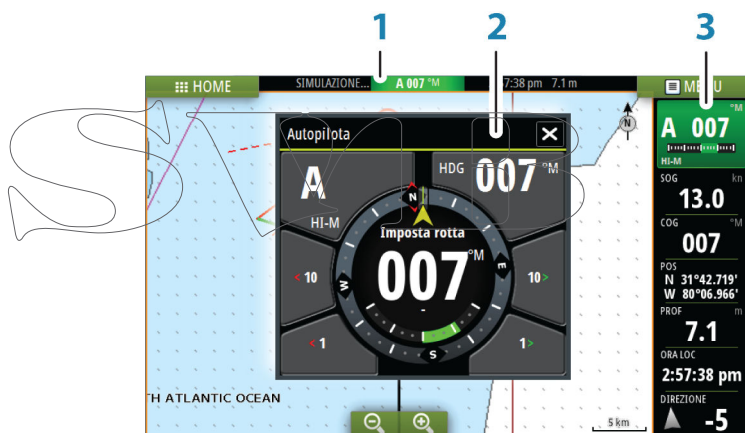 1 2 3
HOME
SIMULAZIONE...
A 007 °M
7:38 pm 7.1 m
ME U
Autopilota
A
HI-M
HDG 007 °M
N
E
S
W
Imposta rotta
007 °M
-
< 10
10 >
< 1
1 >
N
TH ATLANTIC OCEAN
5 km
°M
A 007
HI-M
SOG kn
13.0
COG °M
007
POS
N 31°42.719'
W 80°06.966'
PROF m
7.1
ORA LOC
2:57:38 pm
DIREZIONE
-5